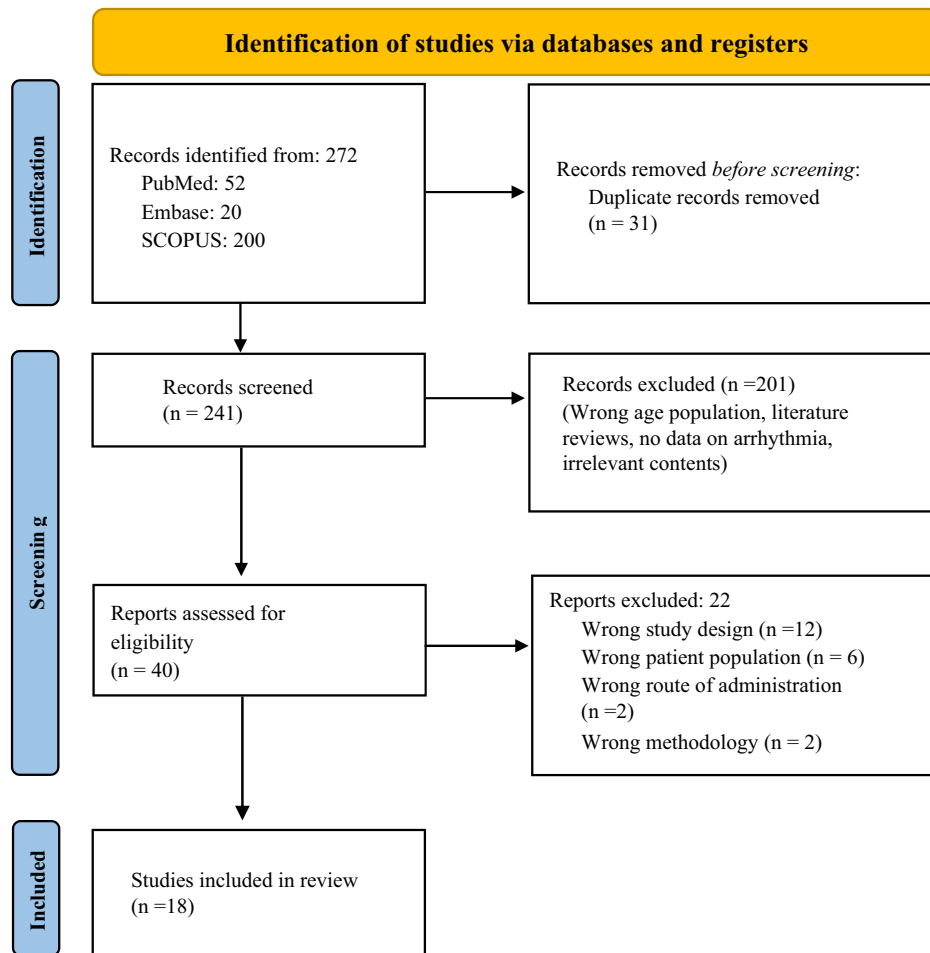 Identification of studies via databases and registers
Identification
Records identified from: 272
PubMed: 52
Embase: 20
SCOPUS: 200
Records removed before screening:
Duplicate records removed
(n = 31)
Screenin g
Records screened
(n = 241)
Records excluded (n =201)
(Wrong age population, literature
reviews, no data on arrhythmia,
irrelevant contents)
Reports assessed for
eligibility
(n = 40)
Reports excluded: 22
Wrong study design (n =12)
Wrong patient population (n = 6)
Wrong route of administration
(n =2)
Wrong methodology (n = 2)
Included
Studies included in review
(n =18)